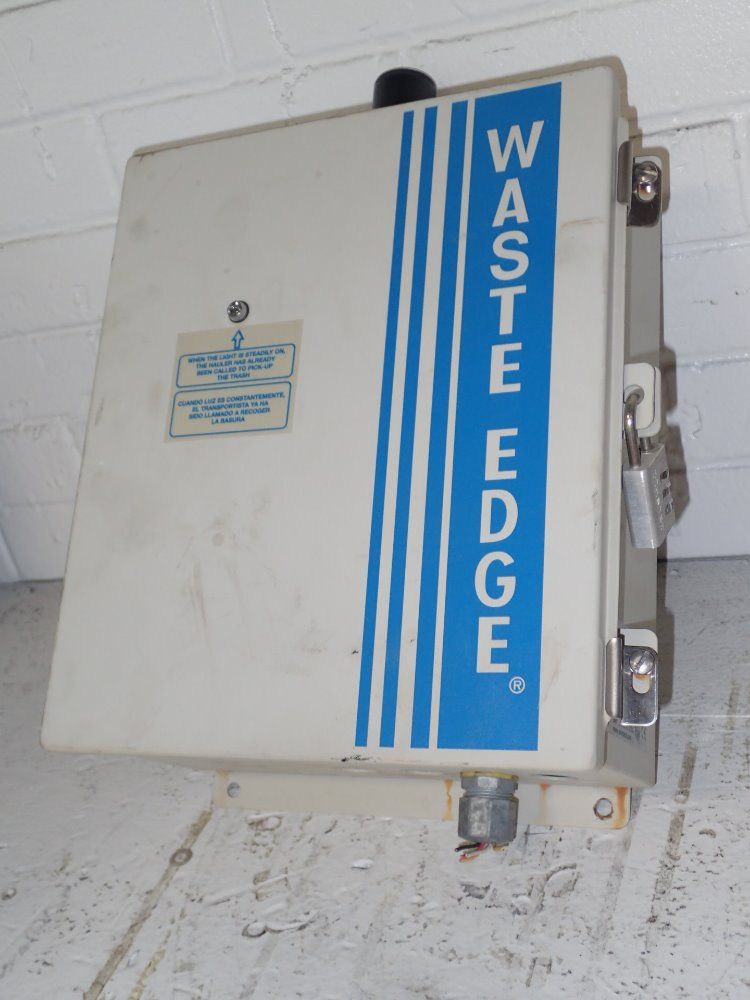 WASTE EDGE®
WHEN THE LIGHT IS STEADILY ON,
THE HAULER HAS ALREADY
BEEN CALLED TO PICK-UP
THE TRASH
CUANDO LUZ ES CONSTANTEMENTE,
EL TRANSPORTISTA YA HA
SIDO LLAMADO A RECOGER
LA BASURA